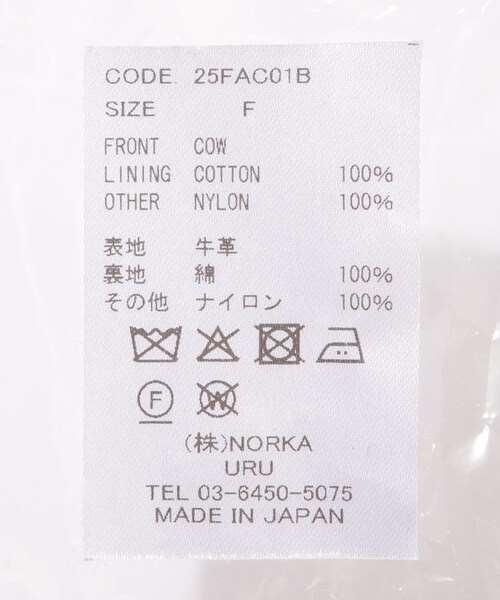 CODE. 25FAC01B
SIZE F
FRONT COW
LINING COTTON 100%
OTHER NYLON 100%
表地 牛革
裏地 綿 100%
その他 ナイロン 100%
F W
(株)NORKA
URU
TEL 03-6450-5075
MADE IN JAPAN